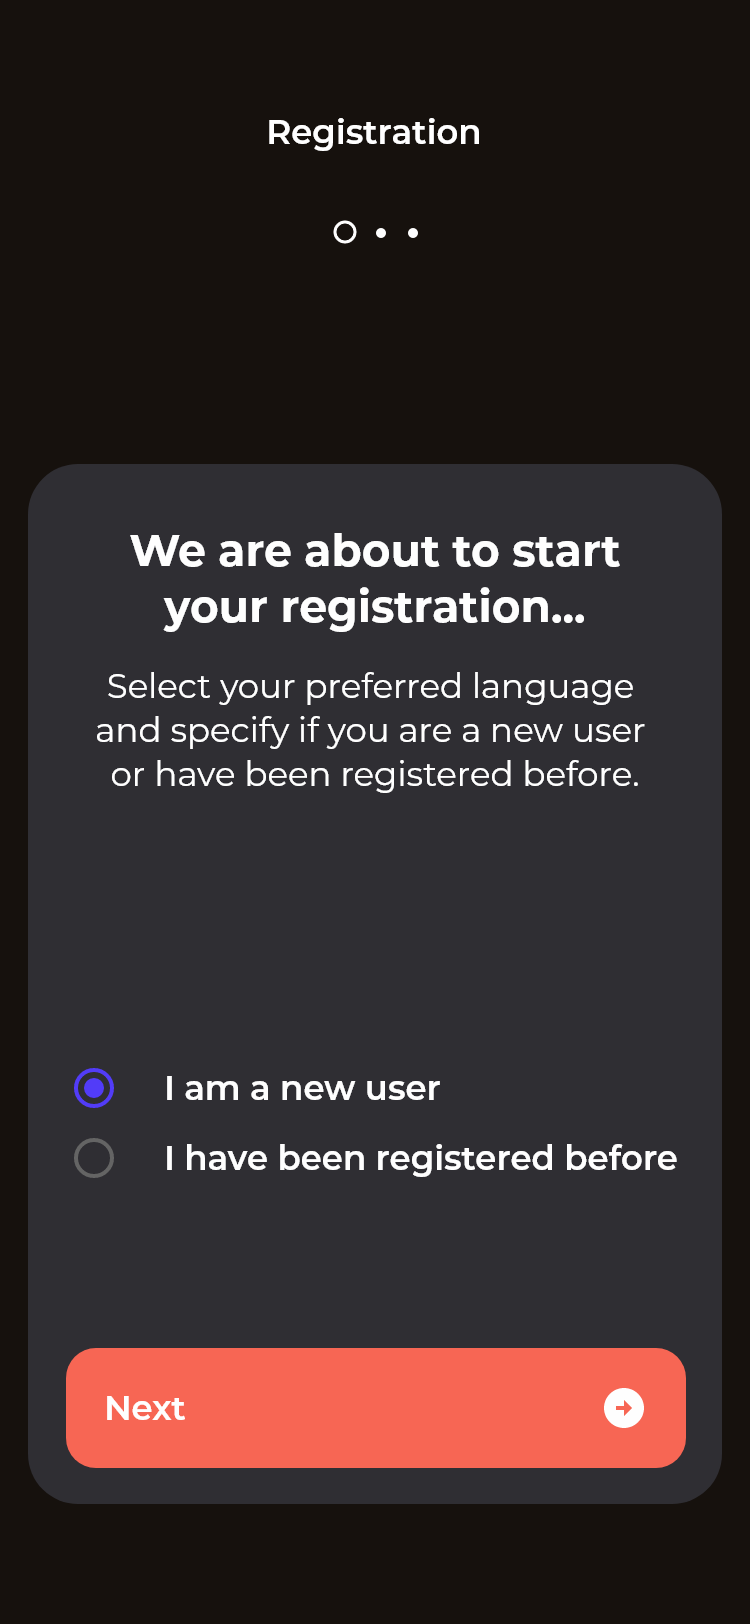 Registration
We are about to start
your registration...
Select your preferred language
and specify if you are a new user
or have been registered before.
I am a new user
I have been registered before
Next